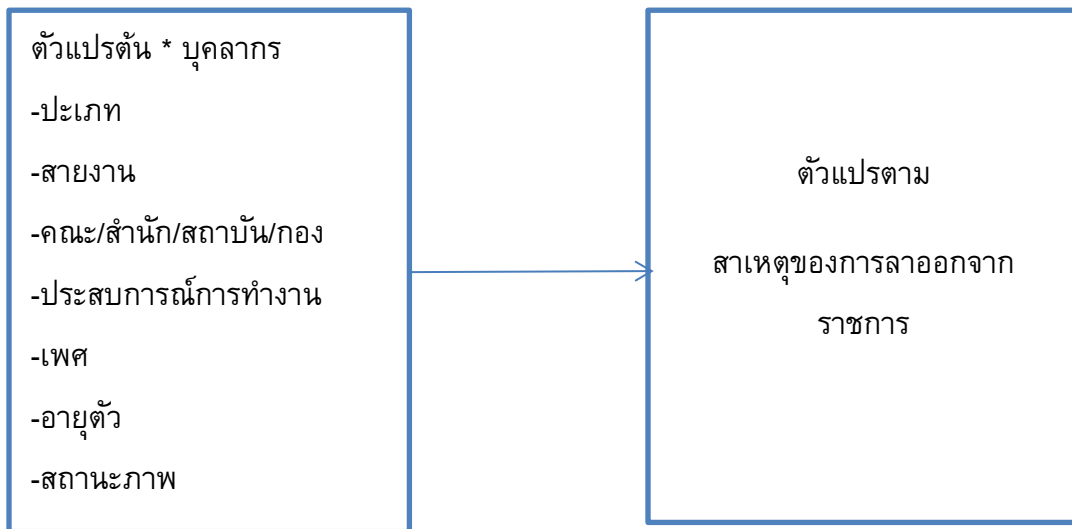 ตัวแปรต้น * บุคลากร
-ปะเภท
-สายงาน
-คณะ/สำนัก/สถาบัน/กอง
-ประสบการณ์การทำงาน
-เพศ
-อายุตัว
-สถานะภาพ
ตัวแปรตาม
สาเหตุของการลาออกจาก
ราชการ